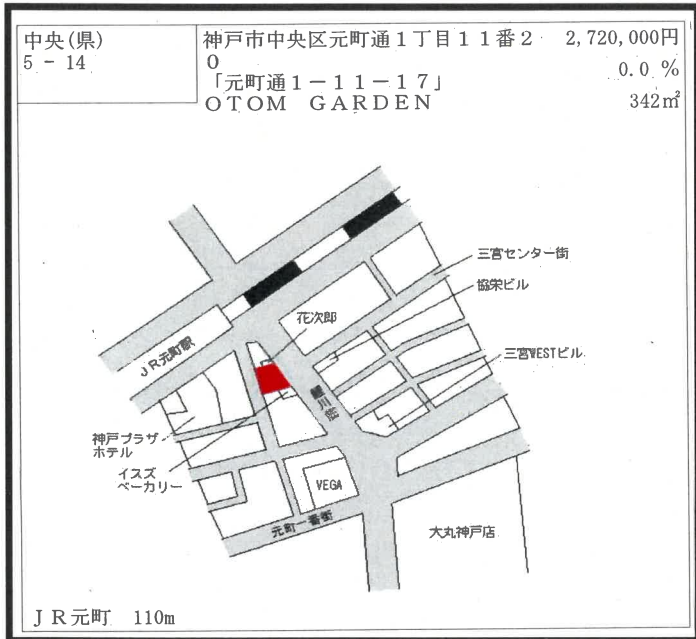 中央(県)
5 - 14
神戸市中央区元町通1丁目11番2
0
「元町通1-11-17」
OTOM GARDEN
2,720,000円
0.0 %
342㎡
三宮センター街
協栄ビル
花次郎
三宮WESTビル
JR元町駅
鯉川筋
神戸プラザ
ホテル
イスズ
ベーカリー
VEGA
元町一番街
大丸神戸店
JR元町 110m